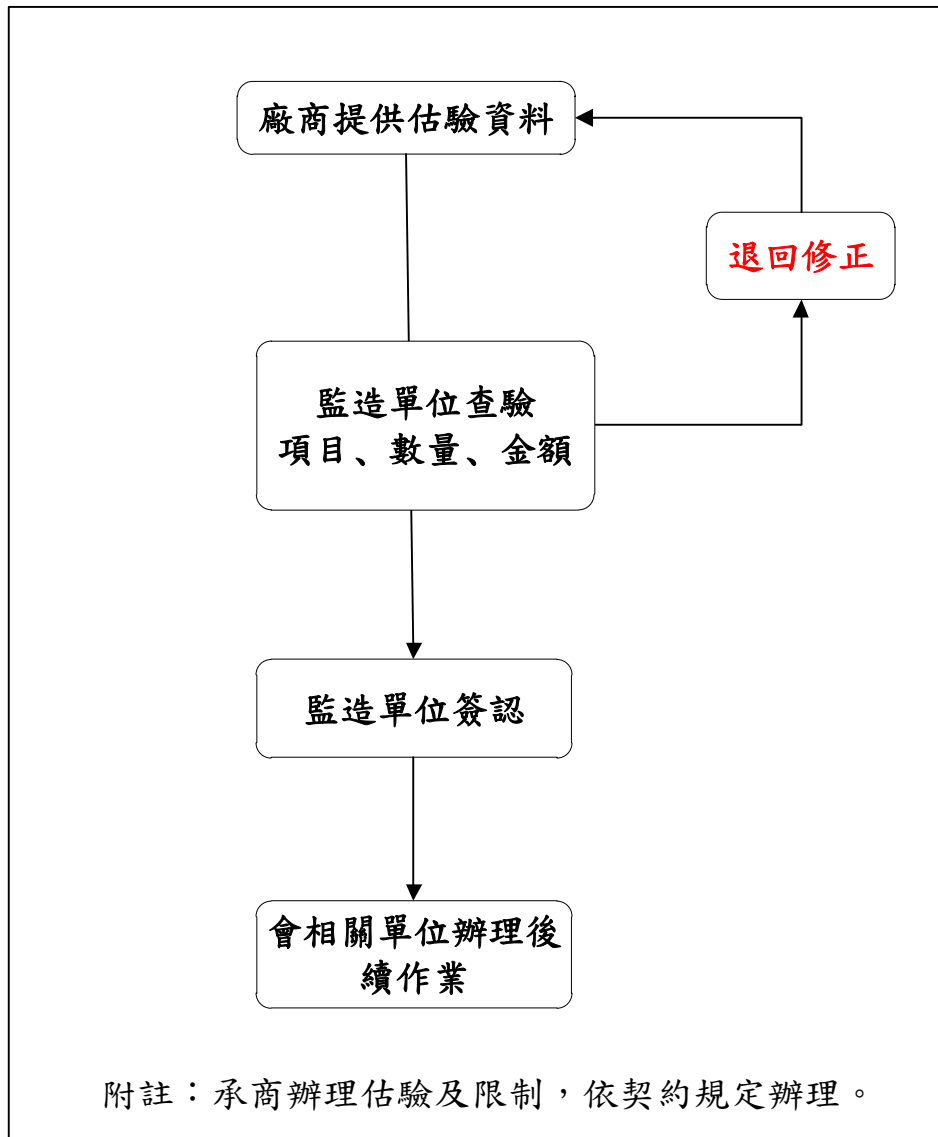 廠商提供估驗資料
退回修正
監造單位查驗
項目、數量、金額
監造單位簽認
會相關單位辦理後
續作業
附註：承商辦理估驗及限制，依契約規定辦理。